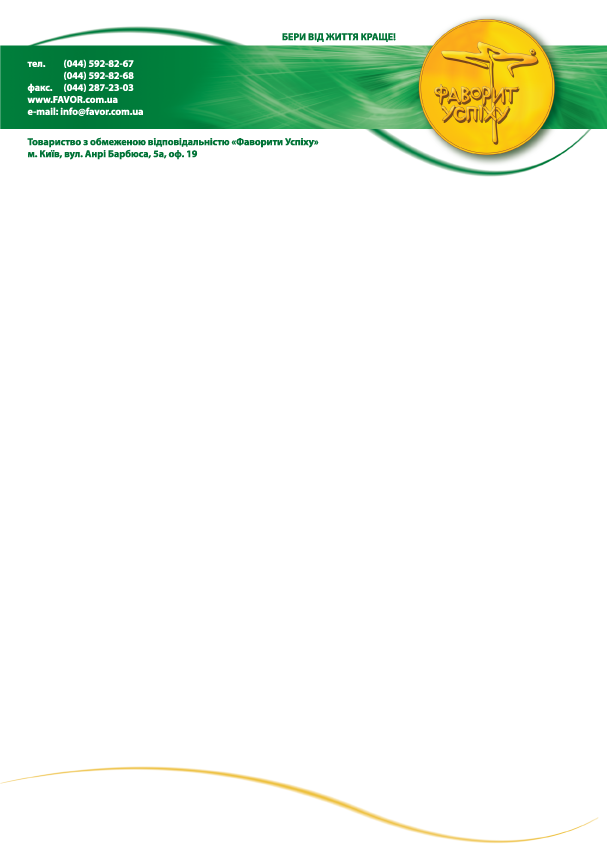 БЕРИ ВІД ЖИТТЯ КРАЩЕ!
тел. (044) 592-82-67
(044) 592-82-68
факс. (044) 287-23-03
www.FAVOR.com.ua
e-mail: info@favor.com.ua
ФАВОРИТ
УСПІХУ
Товариство з обмеженою відповідальністю «Фаворити Успіху»
м. Київ, вул. Анрі Барбюса, 5а, оф. 19